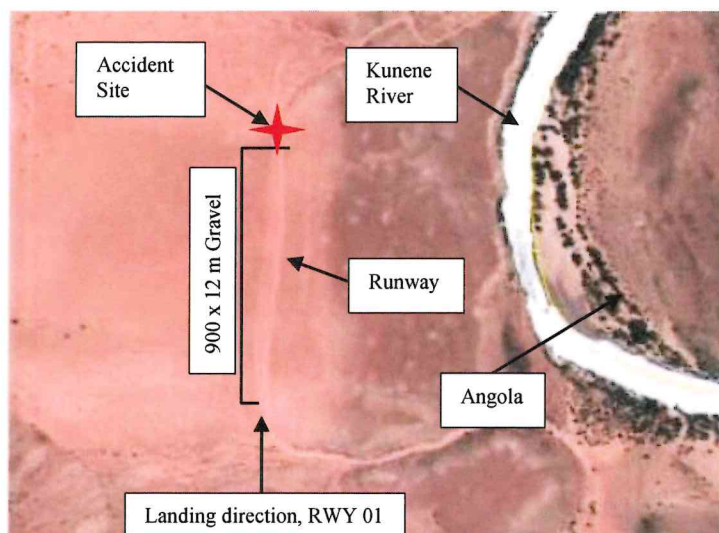 Accident
Site
Kunene
River
900 x 12 m Gravel
Runway
Angola
Landing direction, RWY 01